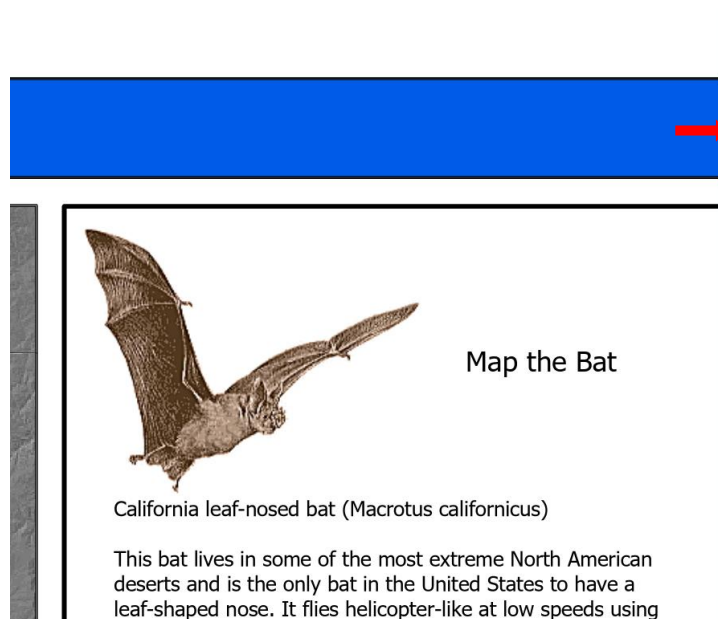 Map the Bat
California leaf-nosed bat (Macrotus californicus)
This bat lives in some of the most extreme North American
deserts and is the only bat in the United States to have a
leaf-shaped nose. It flies helicopter-like at low speeds using